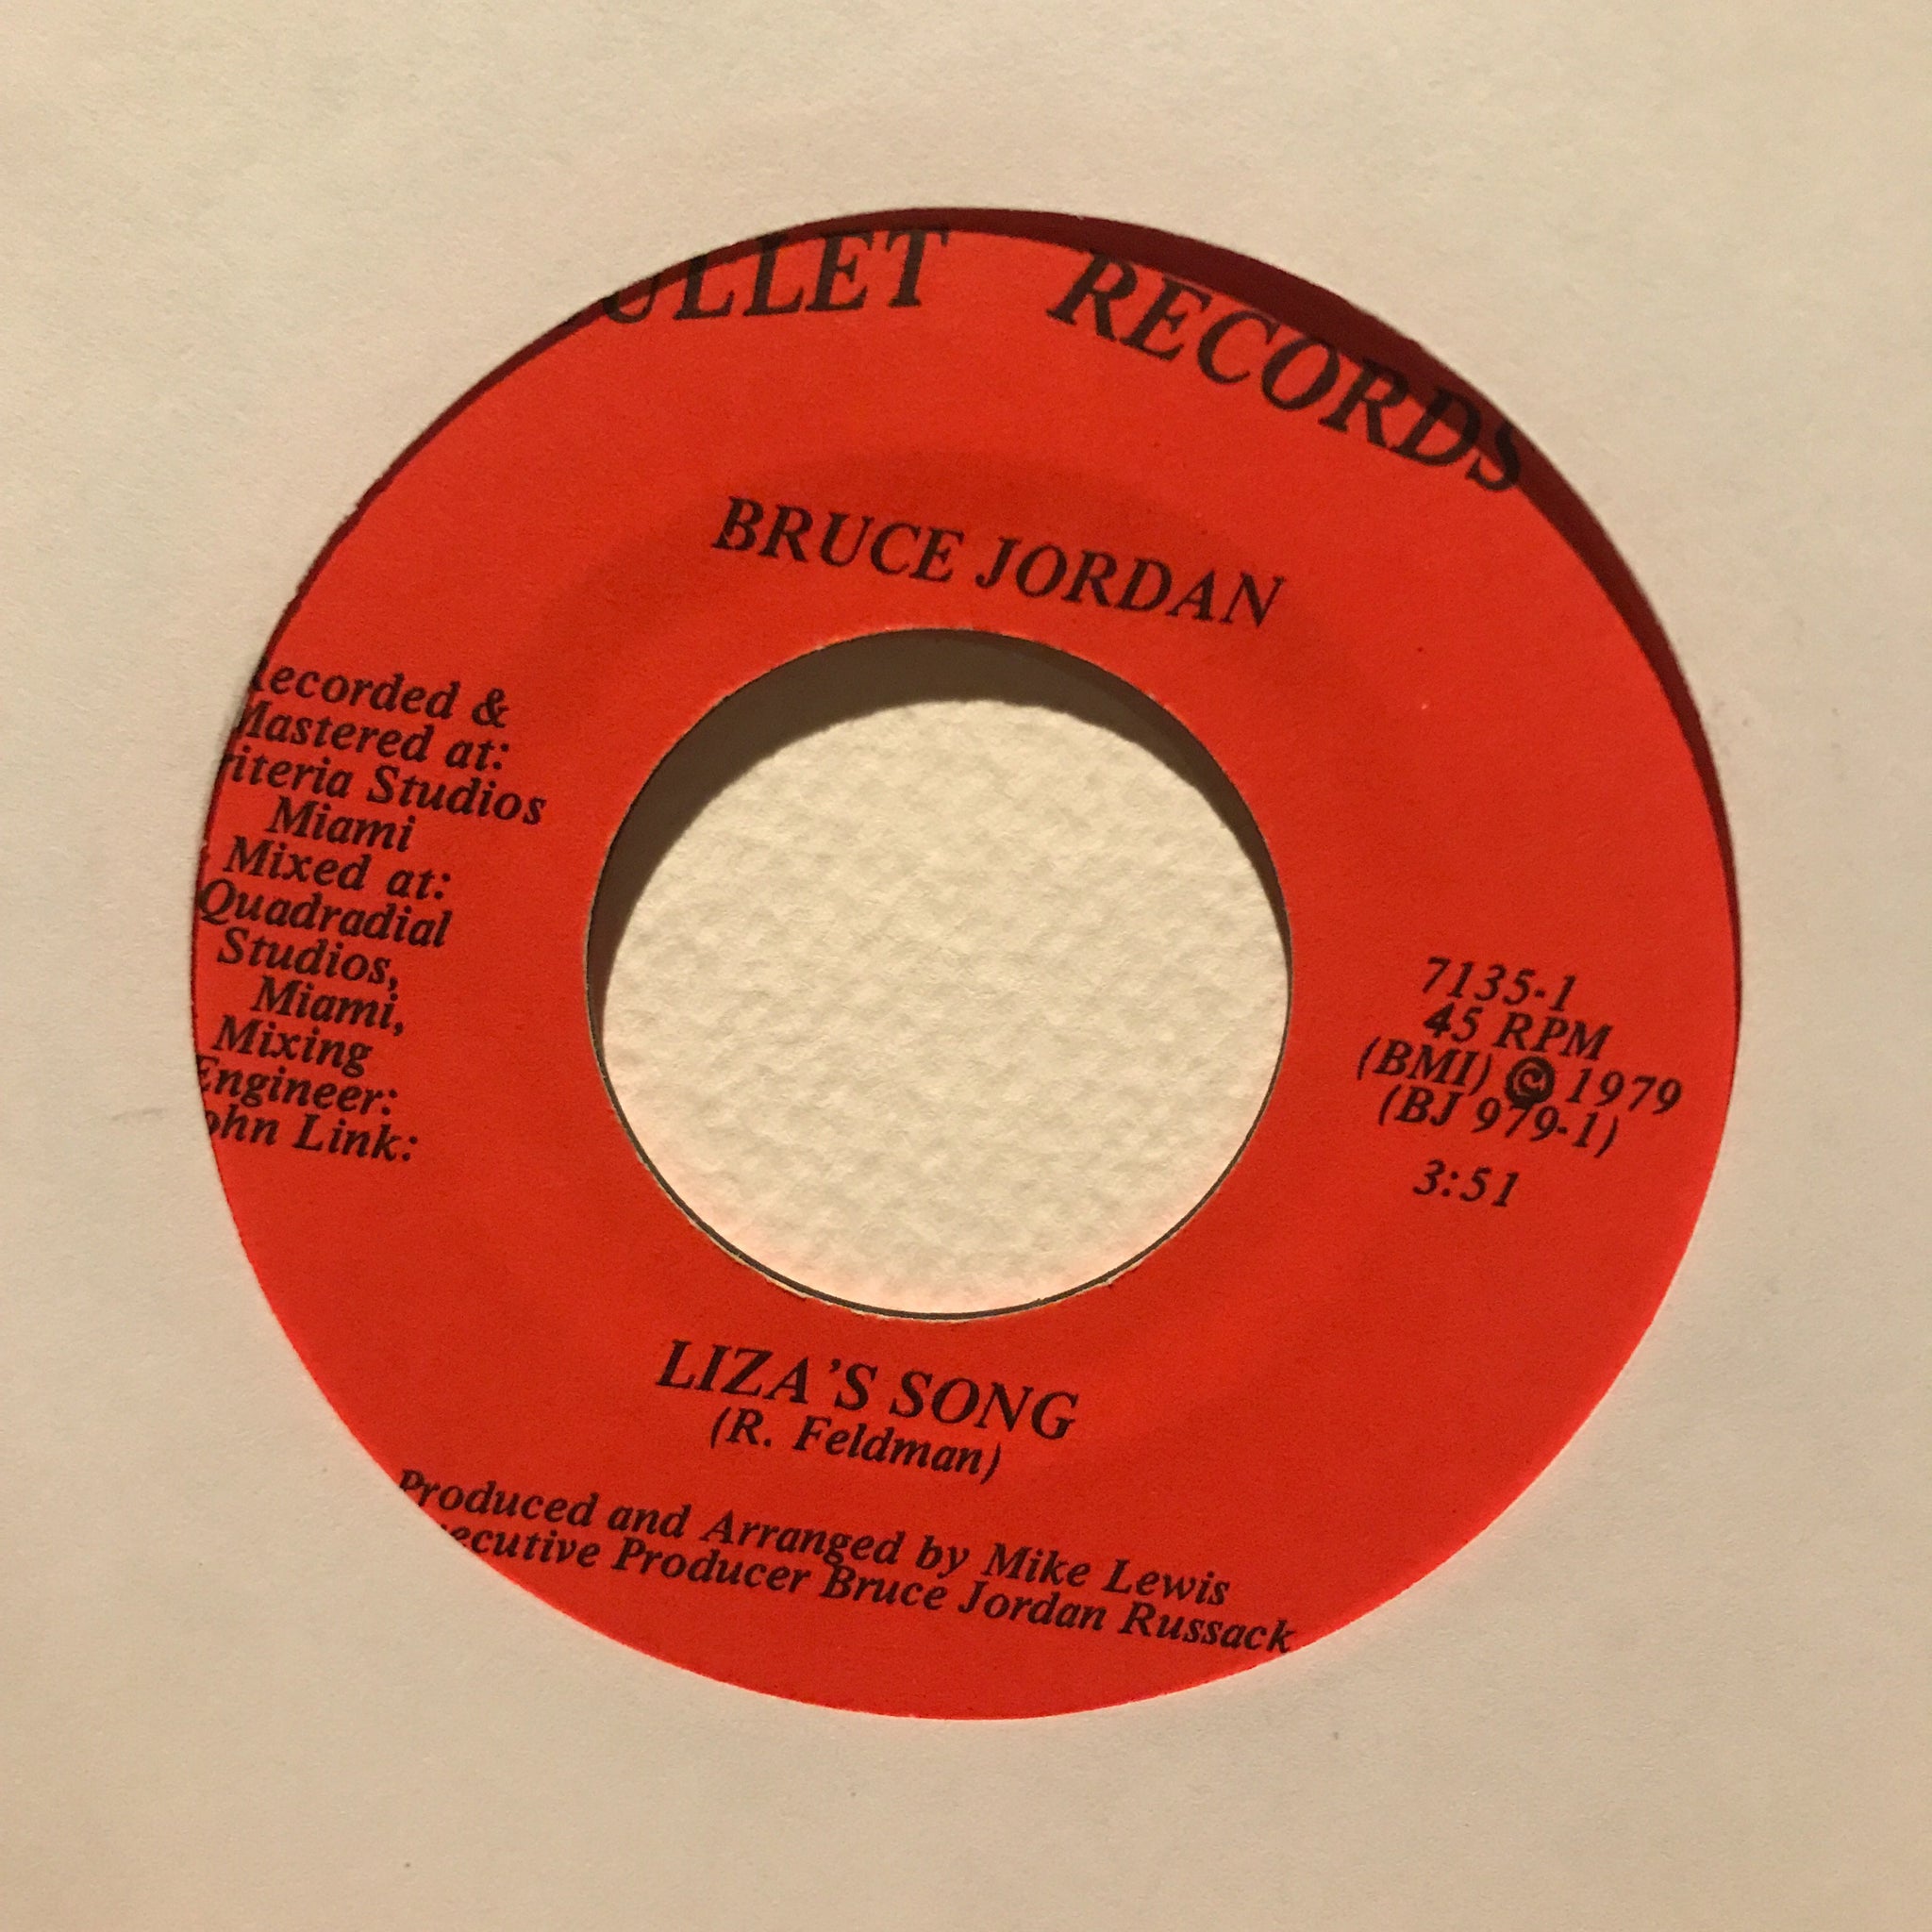 ULLET RECORDS
BRUCE JORDAN
ecorded &
Mastered at:
riteria Studios
Miami
Mixed at:
Quadradial
Studios,
Miami,
Mixing
Engineer:
ohn Link:
7135-1
45 RPM
(BMI) © 1979
(BJ 979-1)
3:51
LIZA'S SONG
(R. Feldman)
Produced and Arranged by Mike Lewis
ecutive Producer Bruce Jordan Russack